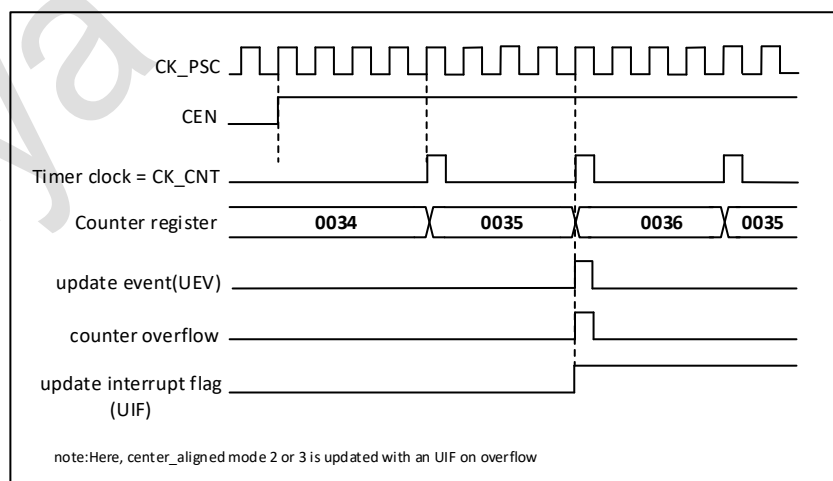 CK_PSC
CEN
Timer clock = CK_CNT
Counter register 0034 0035 0036 0035
update event(UEV)
counter overflow
update interrupt flag
(UIF)
note:Here, center_aligned mode 2 or 3 is updated with an UIF on overflow
ya